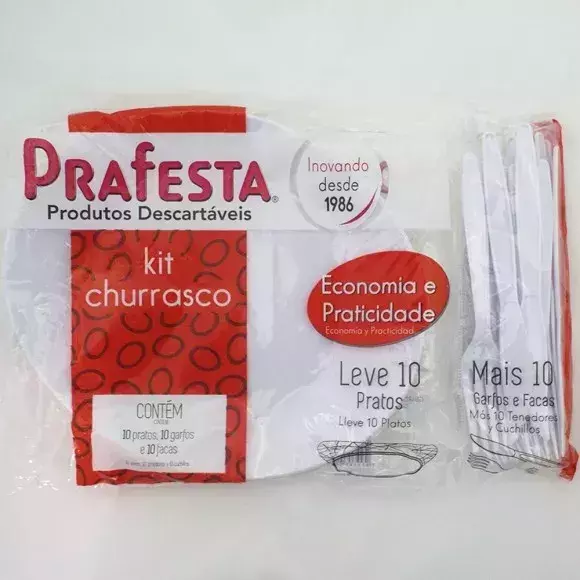 PRAFESTA®
Produtos Descartáveis
Inovando
desde
1986
kit
churrasco
Economia e
Praticidade
Economia y Practicidad
Leve 10
Pratos
Lleve 10 Platos
Mais 10
Garfos e Facas
Más 10 Tenedores
y Cuchillos
CONTÉM
10 pratos, 10 garfos
e 10 facas